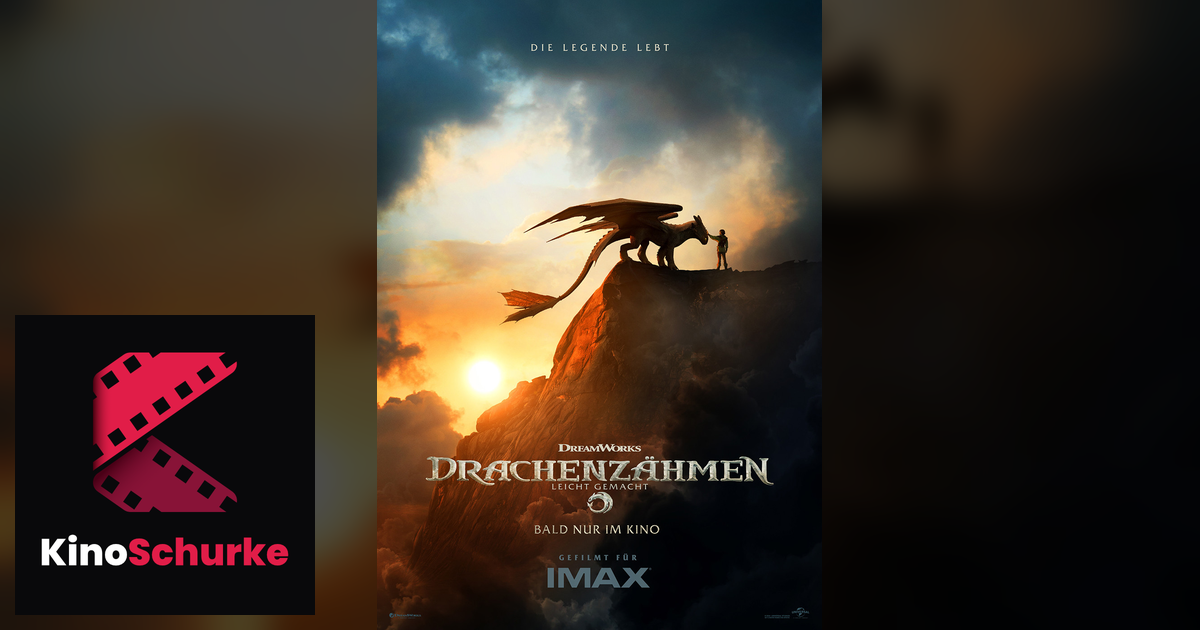 DIE LEGENDE LEBT
DREAMWORKS
DRACHENZÄHMEN
LEICHT GEMACHT
BALD NUR IM KINO
GEFILMT FÜR
IMAX
KinoSchurke